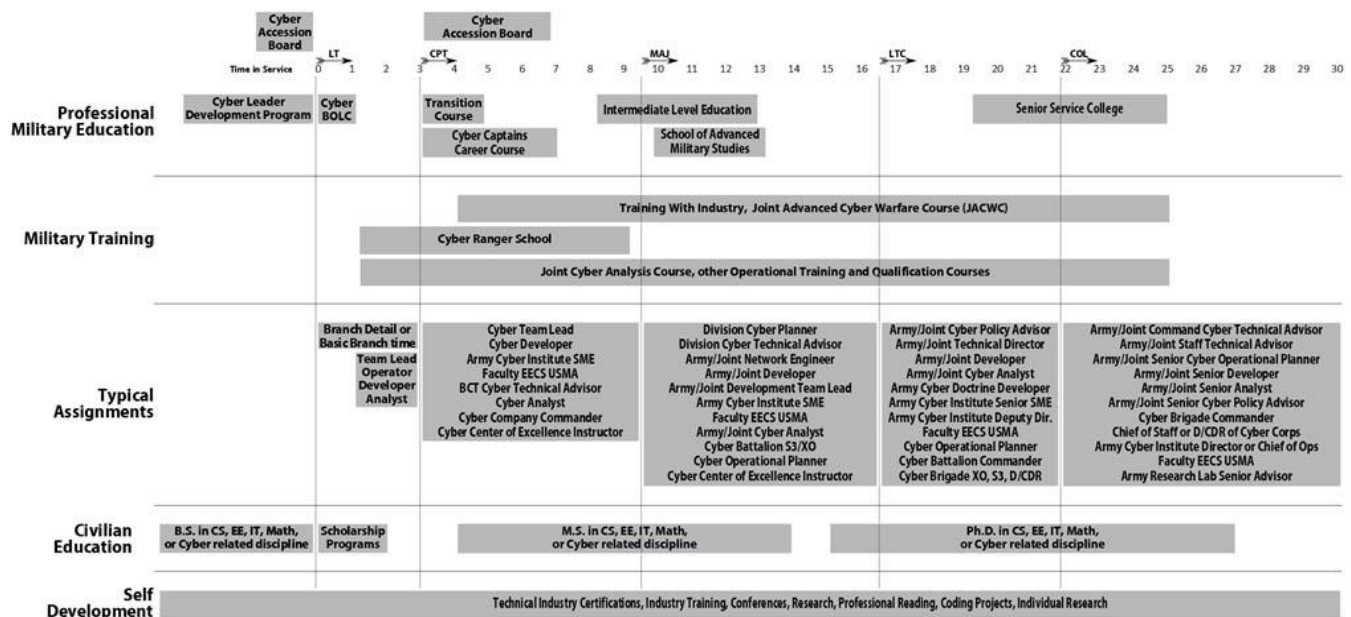 Cyber
Accession
Board
Cyber
Accession Board
LT
CPT
MAJ
LTC
COL
Time in Service
0 1 2 3 4 5 6 7 8 9 10 11 12 13 14 15 16 17 18 19 20 21 22 23 24 25 26 27 28 29 30
Professional
Military Education
Cyber Leader
Development Program
Cyber
BOLC
Transition
Course
Cyber Captains
Career Course
Intermediate Level Education
School of Advanced
Military Studies
Senior Service College
Military Training
Training With Industry, Joint Advanced Cyber Warfare Course (JACWC)
Cyber Ranger School
Joint Cyber Analysis Course, other Operational Training and Qualification Courses
Typical
Assignments
Branch Detail or
Basic Branch time
Team Lead
Operator
Developer
Analyst
Cyber Team Lead
Cyber Developer
Army Cyber Institute SME
Faculty EECS USMA
BCT Cyber Technical Advisor
Cyber Analyst
Cyber Company Commander
Cyber Center of Excellence Instructor
Division Cyber Planner
Division Cyber Technical Advisor
Army/Joint Network Engineer
Army/Joint Developer
Army/Joint Development Team Lead
Army Cyber Institute SME
Faculty EECS USMA
Army/Joint Cyber Analyst
Cyber Battalion S3/XO
Cyber Operational Planner
Cyber Center of Excellence Instructor
Army/Joint Cyber Policy Advisor
Army/Joint Technical Director
Army/Joint Developer
Army/Joint Cyber Analyst
Army Cyber Doctrine Developer
Army Cyber Institute Senior SME
Army Cyber Institute Deputy Dir.
Faculty EECS USMA
Cyber Operational Planner
Cyber Battalion Commander
Cyber Brigade XO, S3, D/CDR
Army/Joint Command Cyber Technical Advisor
Army/Joint Staff Technical Advisor
Army/Joint Senior Cyber Operational Planner
Army/Joint Senior Developer
Army/Joint Senior Analyst
Army/Joint Senior Cyber Policy Advisor
Cyber Brigade Commander
Chief of Staff or D/CDR of Cyber Corps
Army Cyber Institute Director or Chief of Ops
Faculty EECS USMA
Army Research Lab Senior Advisor
Civilian
Education
B.S. in CS, EE, IT, Math,
or Cyber related discipline
Scholarship
Programs
M.S. in CS, EE, IT, Math,
or Cyber related discipline
Ph.D. in CS, EE, IT, Math,
or Cyber related discipline
Self
Development
Technical Industry Certifications, Industry Training, Conferences, Research, Professional Reading, Coding Projects, Individual Research